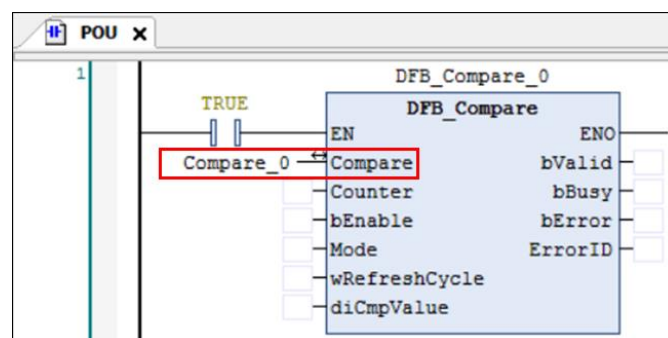 POU X
1
DFB_Compare_0
TRUE
DFB_Compare
EN ENO
Compare_0 Compare bValid
Counter bBusy
bEnable bError
Mode ErrorID
wRefreshCycle
diCmpValue